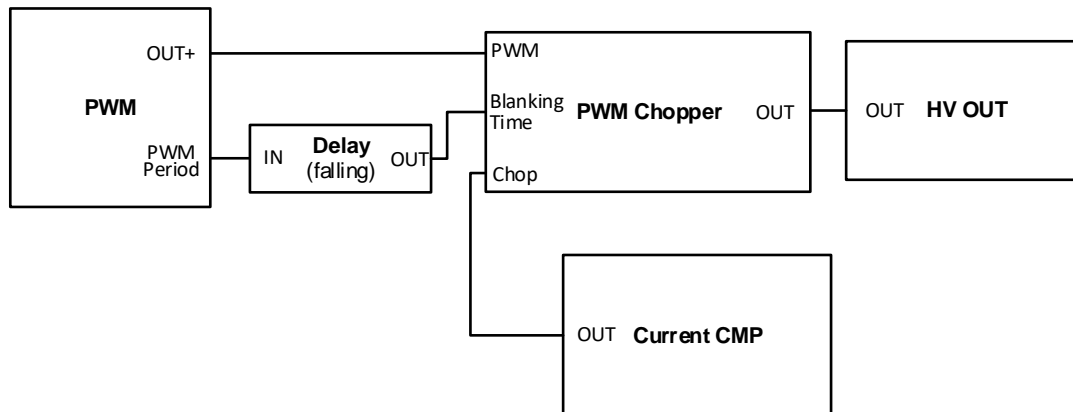 OUT+
PWM
PWM
Period
IN
Delay
(falling)
OUT
PWM
Blanking
Time
Chop
PWM Chopper
OUT
OUT
HV OUT
OUT
Current CMP